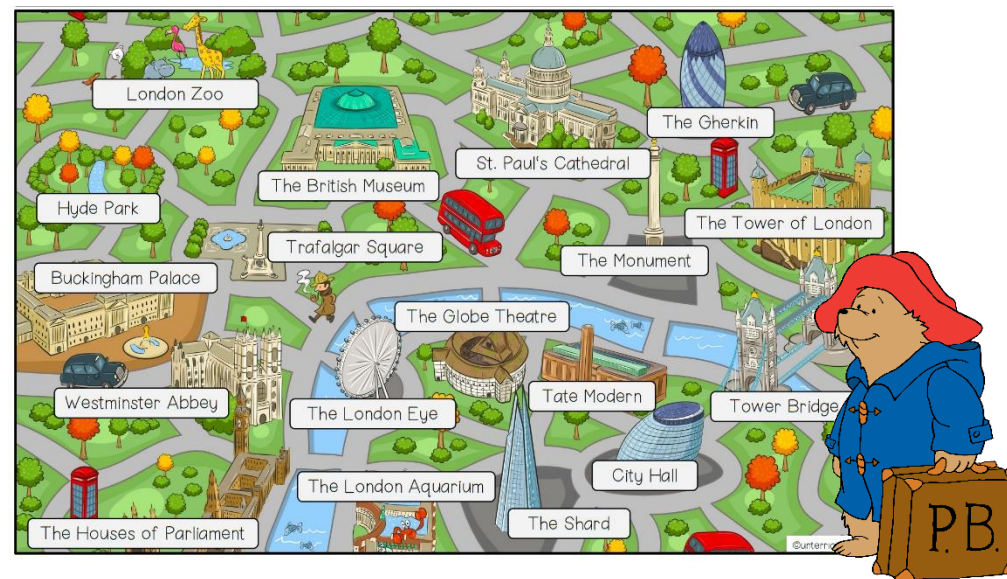 London Zoo
The Gherkin
St. Paul's Cathedral
The British Museum
Hyde Park
The Tower of London
Trafalgar Square
The Monument
Buckingham Palace
The Globe Theatre
Tate Modern
Westminster Abbey
The London Eye
Tower Bridge
City Hall
The London Aquarium
The Shard
The Houses of Parliament
P.B.